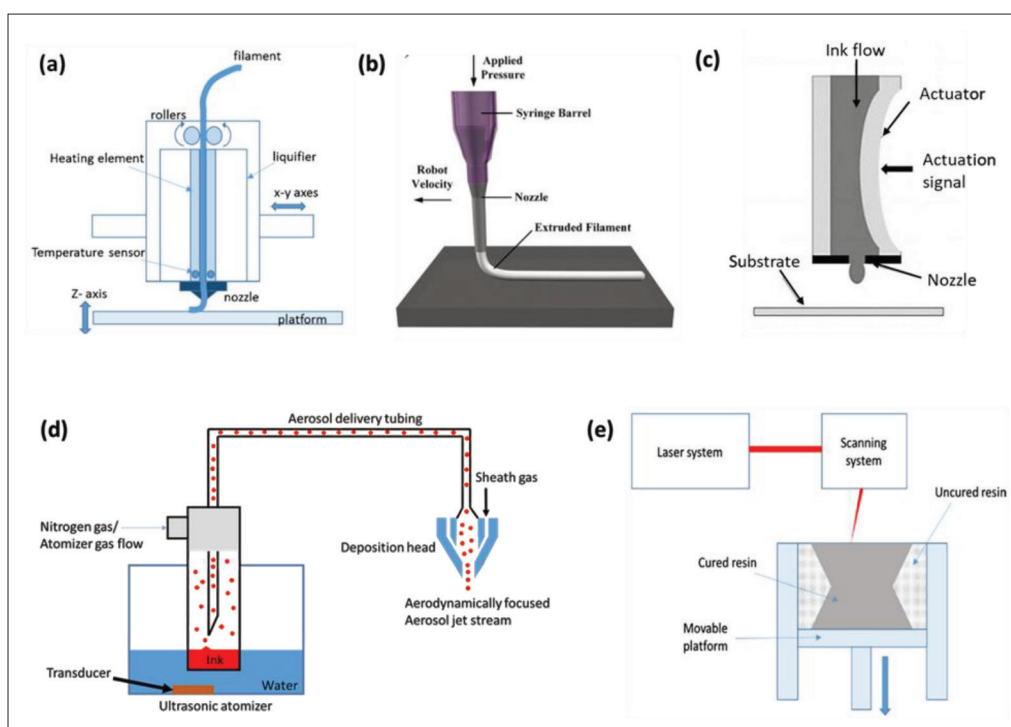 (a)
filament
rollers
Heating element
liquifier
x-y axes
Temperature sensor
nozzle
Z- axis
platform
(b)
Applied
Pressure
Syringe Barrel
Robot
Velocity
Nozzle
Extruded Filament
(c)
Ink flow
Actuator
Actuation
signal
Substrate
Nozzle
(d)
Aerosol delivery tubing
Sheath gas
Nitrogen gas/
Atomizer gas flow
Deposition head
Aerodynamically focused
Aerosol jet stream
Ink
Transducer
Water
Ultrasonic atomizer
(e)
Laser system
Scanning
system
Uncured resin
Cured resin
Movable
platform